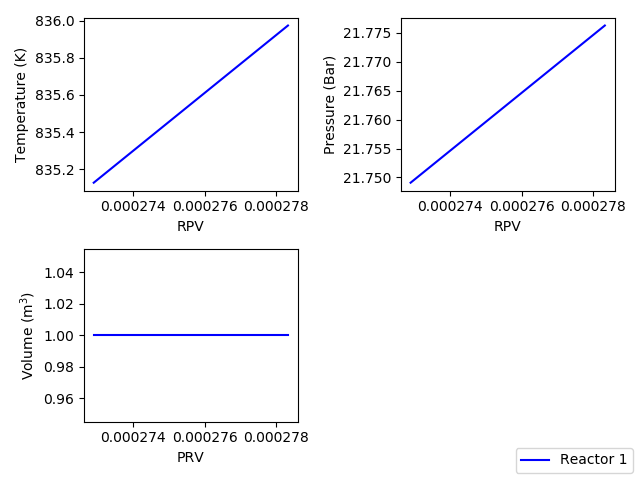 836.0
835.8
835.6
835.4
835.2
Temperature (K)
0.000274 0.000276 0.000278
RPV
21.775
21.770
21.765
21.760
21.755
21.750
Pressure (Bar)
0.000274 0.000276 0.000278
RPV
1.04
1.02
1.00
0.98
0.96
Volume (m³)
0.000274 0.000276 0.000278
PRV
Reactor 1